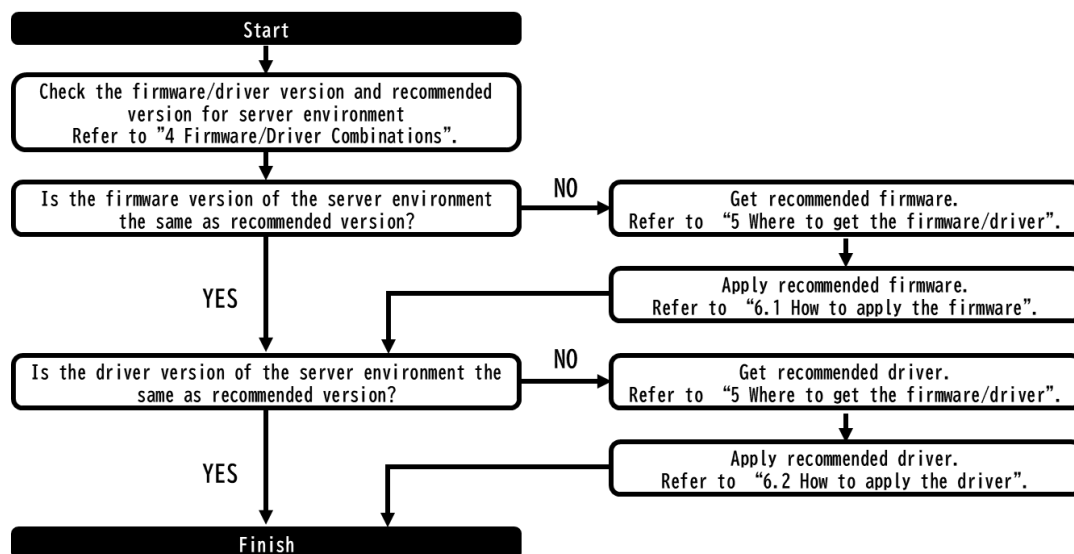 Start
Check the firmware/driver version and recommended
version for server environment
Refer to ”4 Firmware/Driver Combinations”.
Is the firmware version of the server environment
the same as recommended version?
NO
Get recommended firmware.
Refer to “5 Where to get the firmware/driver”.
YES
Apply recommended firmware.
Refer to “6.1 How to apply the firmware”.
Is the driver version of the server environment the
same as recommended version?
NO
Get recommended driver.
Refer to “5 Where to get the firmware/driver”.
YES
Apply recommended driver.
Refer to “6.2 How to apply the driver”.
Finish